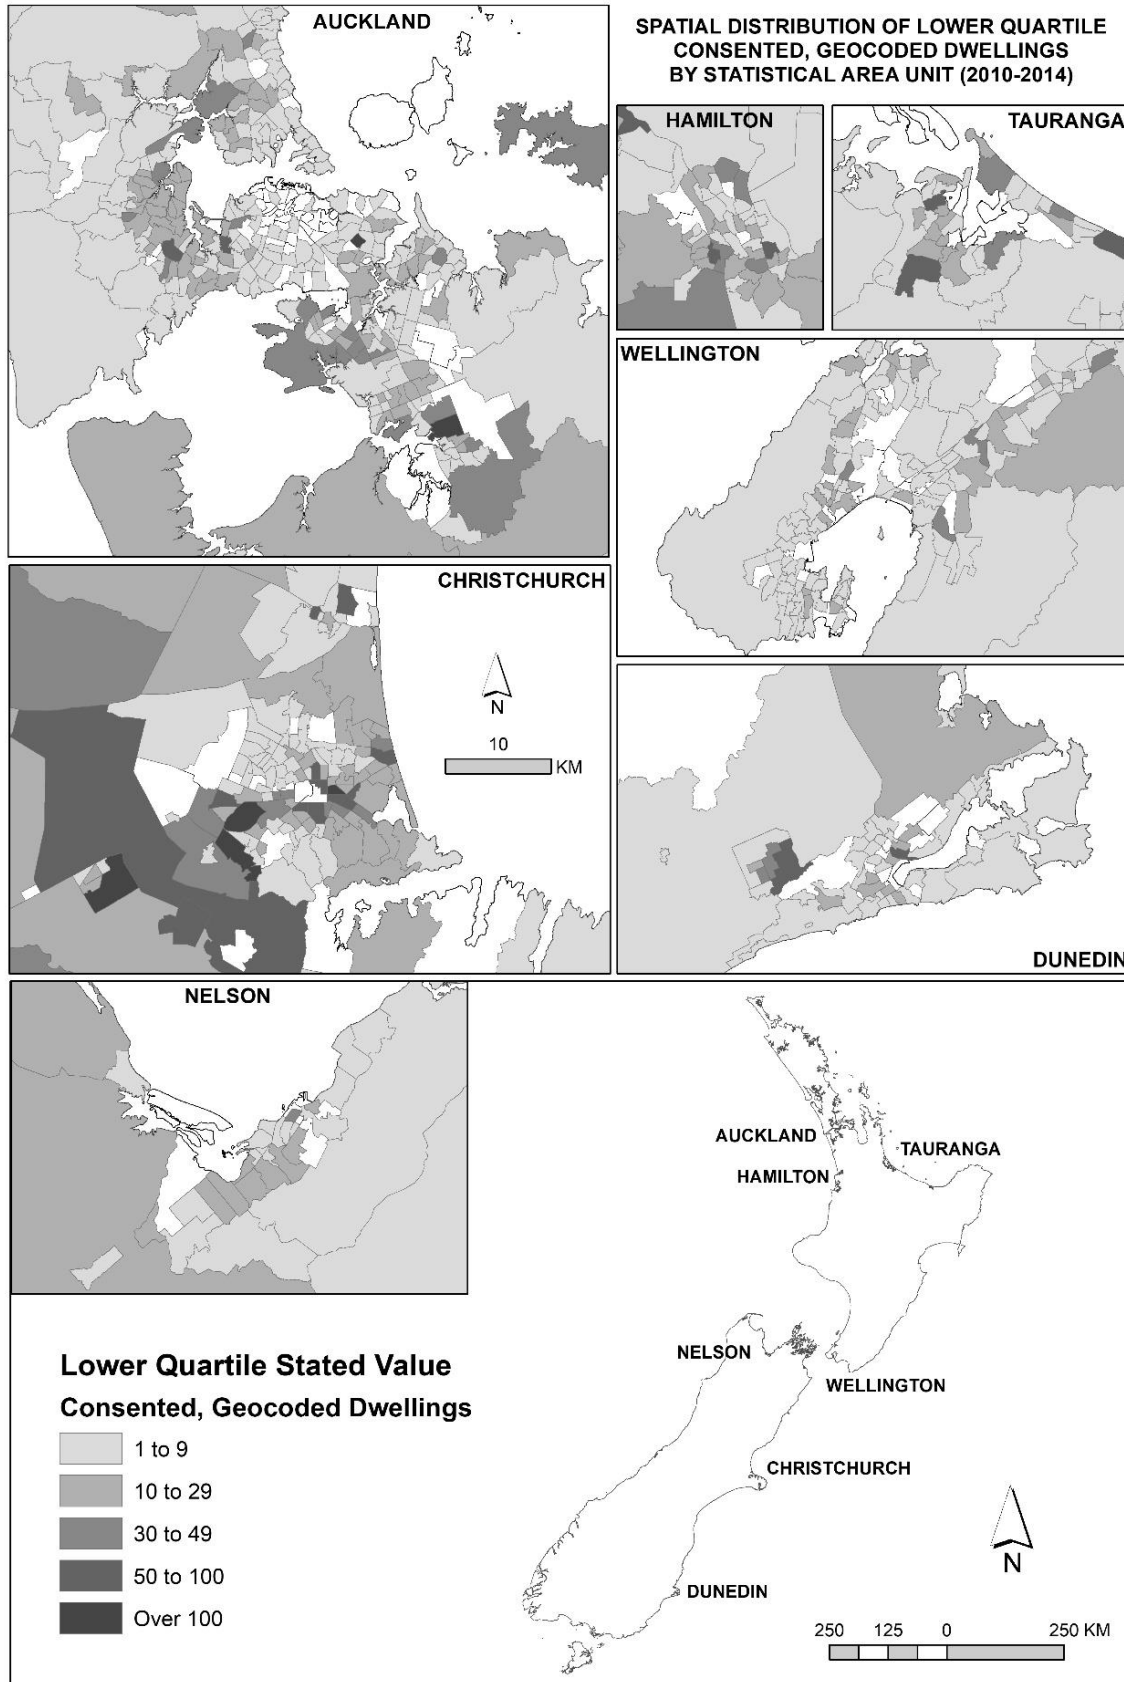 AUCKLAND
SPATIAL DISTRIBUTION OF LOWER QUARTILE
CONSENTED, GEOCODED DWELLINGS
BY STATISTICAL AREA UNIT (2010-2014)
HAMILTON
TAURANGA
WELLINGTON
CHRISTCHURCH
N
10
KM
DUNEDIN
NELSON
AUCKLAND
TAURANGA
HAMILTON
NELSON
WELLINGTON
CHRISTCHURCH
DUNEDIN
N
250 125 0 250 KM
Lower Quartile Stated Value
Consented, Geocoded Dwellings
1 to 9
10 to 29
30 to 49
50 to 100
Over 100